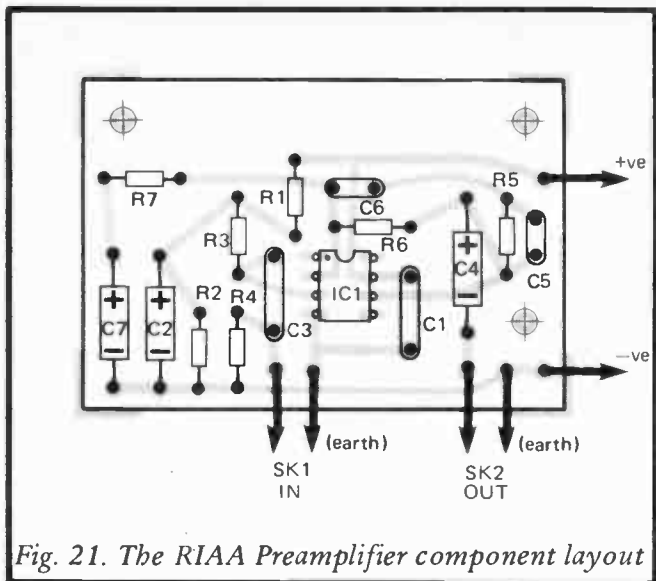 +ve
R7
R1
C6
R5
R3
R6
+
C4
−
C5
+
C7
−
+
C2
−
R2
R4
C3
IC1
C1
−ve
(earth)
(earth)
SK1
IN
SK2
OUT
Fig. 21. The RIAA Preamplifier component layout